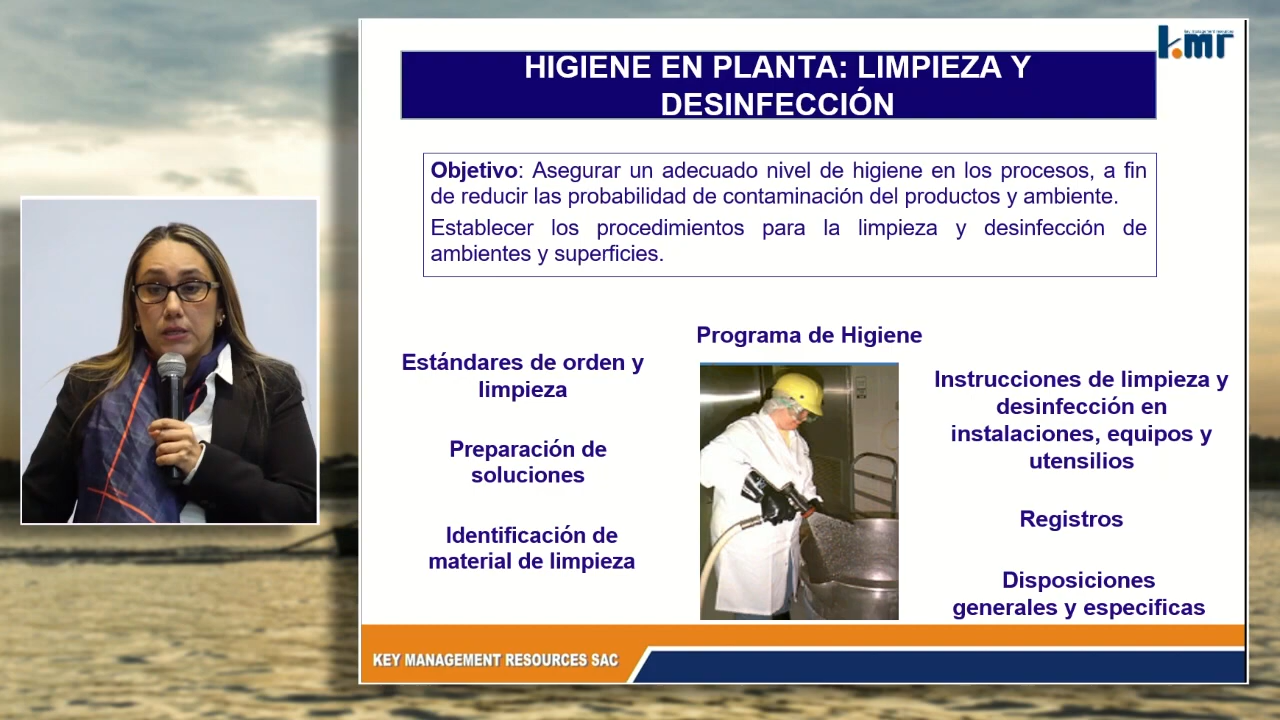 kmr
HIGIENE EN PLANTA: LIMPIEZA Y
DESINFECCIÓN
Objetivo: Asegurar un adecuado nivel de higiene en los procesos, a fin
de reducir las probabilidad de contaminación del productos y ambiente.
Establecer los procedimientos para la limpieza y desinfección de
ambientes y superficies.
Programa de Higiene
Estándares de orden y
limpieza
Preparación de
soluciones
Identificación de
material de limpieza
Instrucciones de limpieza y
desinfección en
instalaciones, equipos y
utensilios
Registros
Disposiciones
generales y especificas
KEY MANAGEMENT RESOURCES SAC